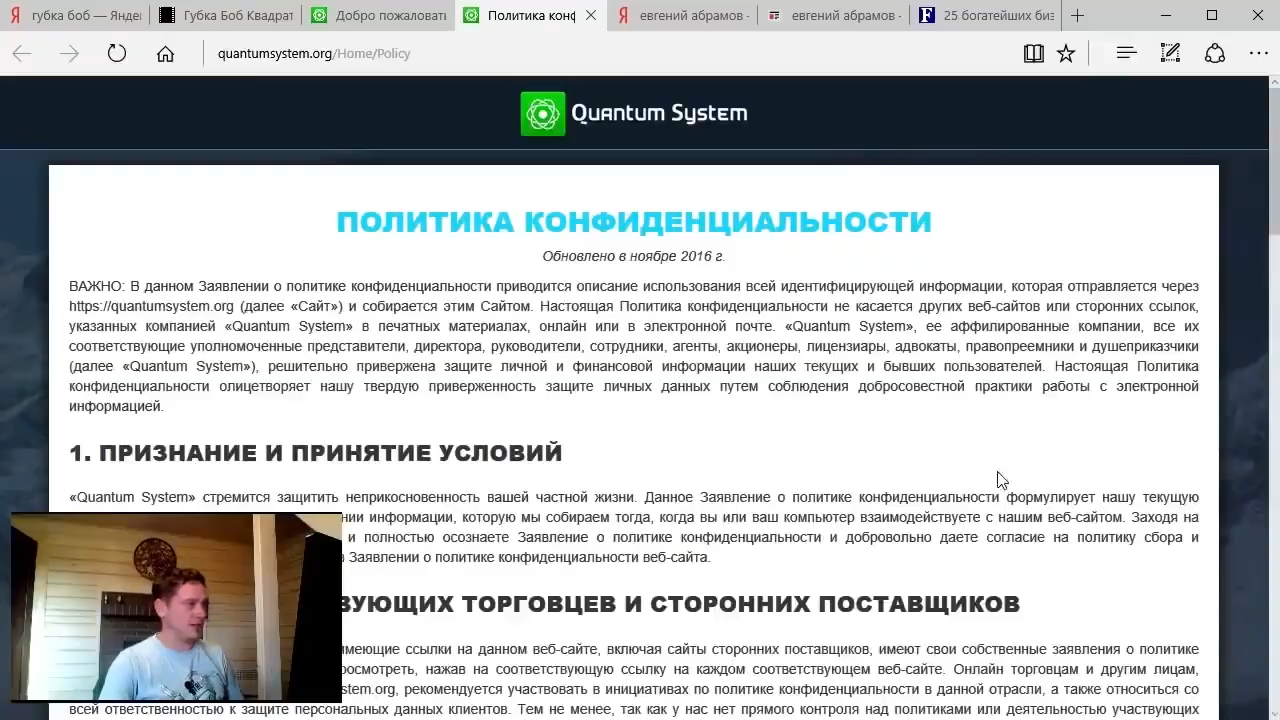 губка боб — Янде
Губка Боб Квадрат
Добро пожаловать
Политика конф
евгений абрамов -
евгений абрамов -
25 богатейших биз
quantumsystem.org/Home/Policy
Quantum System
ПОЛИТИКА КОНФИДЕНЦИАЛЬНОСТИ
Обновлено в ноябре 2016 г.
ВАЖНО: В данном Заявлении о политике конфиденциальности приводится описание использования всей идентифицирующей информации, которая отправляется через
https://quantumsystem.org (далее «Сайт») и собирается этим Сайтом. Настоящая Политика конфиденциальности не касается других веб-сайтов или сторонних ссылок,
указанных компанией «Quantum System» в печатных материалах, онлайн или в электронной почте. «Quantum System», ее аффилированные компании, все их
соответствующие уполномоченные представители, директора, руководители, сотрудники, агенты, акционеры, лицензиары, адвокаты, правопреемники и душеприказчики
(далее «Quantum System»), решительно привержена защите личной и финансовой информации наших текущих и бывших пользователей. Настоящая Политика
конфиденциальности олицетворяет нашу твердую приверженность защите личных данных путем соблюдения добросовестной практики работы с электронной
информацией.
1. ПРИЗНАНИЕ И ПРИНЯТИЕ УСЛОВИЙ
«Quantum System» стремится защитить неприкосновенность вашей частной жизни. Данное Заявление о политике конфиденциальности формулирует нашу текущую
нии информации, которую мы собираем тогда, когда вы или ваш компьютер взаимодействуете с нашим веб-сайтом. Заходя на
и полностью осознаете Заявление о политике конфиденциальности и добровольно даете согласие на политику сбора и
Заявлении о политике конфиденциальности веб-сайта.
ВУЮЩИХ ТОРГОВЦЕВ И СТОРОННИХ ПОСТАВЩИКОВ
имеющие ссылки на данном веб-сайте, включая сайты сторонних поставщиков, имеют свои собственные заявления о политике
росмотреть, нажав на соответствующую ссылку на каждом соответствующем веб-сайте. Онлайн торговцам и другим лицам,
stem.org, рекомендуется участвовать в инициативах по политике конфиденциальности в данной отрасли, а также относиться со
всей ответственностью к защите персональных данных клиентов. Тем не менее, так как у нас нет прямого контроля над политиками или деятельностью участвующих